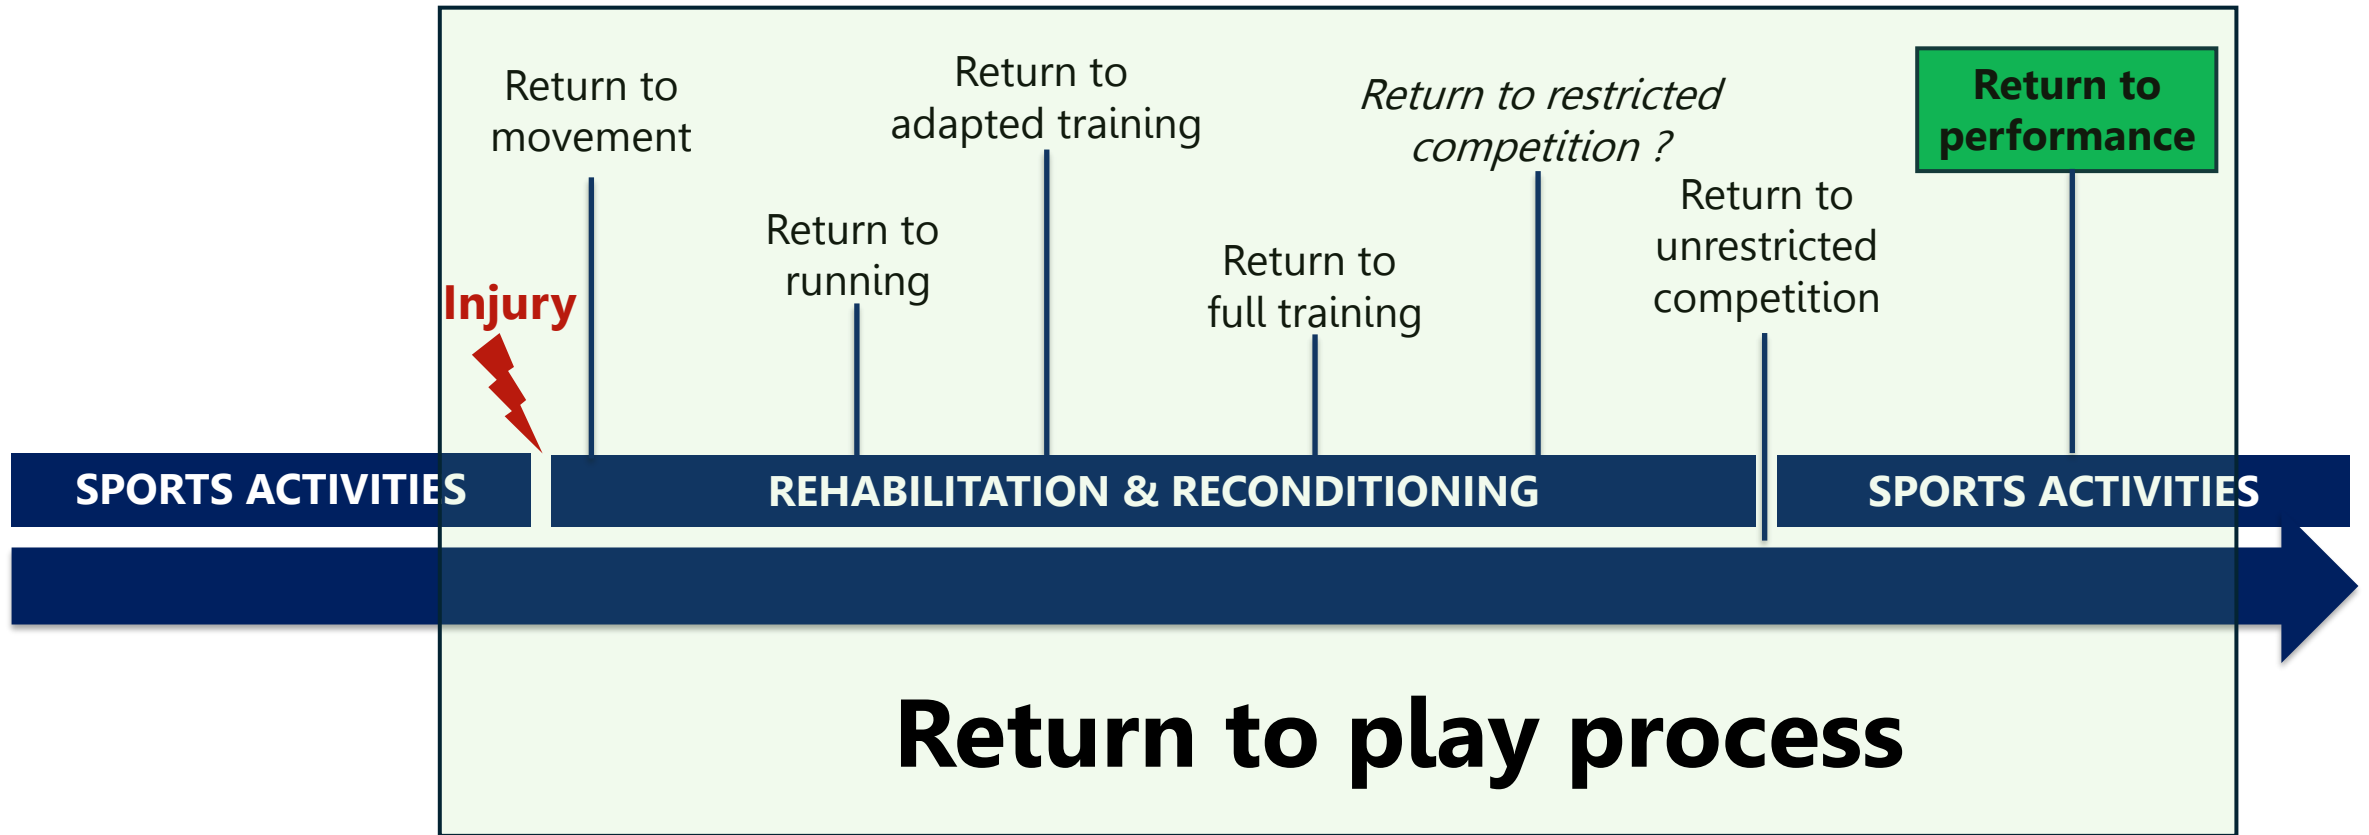 Return to
movement
Return to
running
Return to
adapted training
Return to
full training
Return to restricted
competition ?
Return to
unrestricted
competition
Return to
performance
Injury
SPORTS ACTIVITIES
REHABILITATION & RECONDITIONING
SPORTS ACTIVITIES
Return to play process